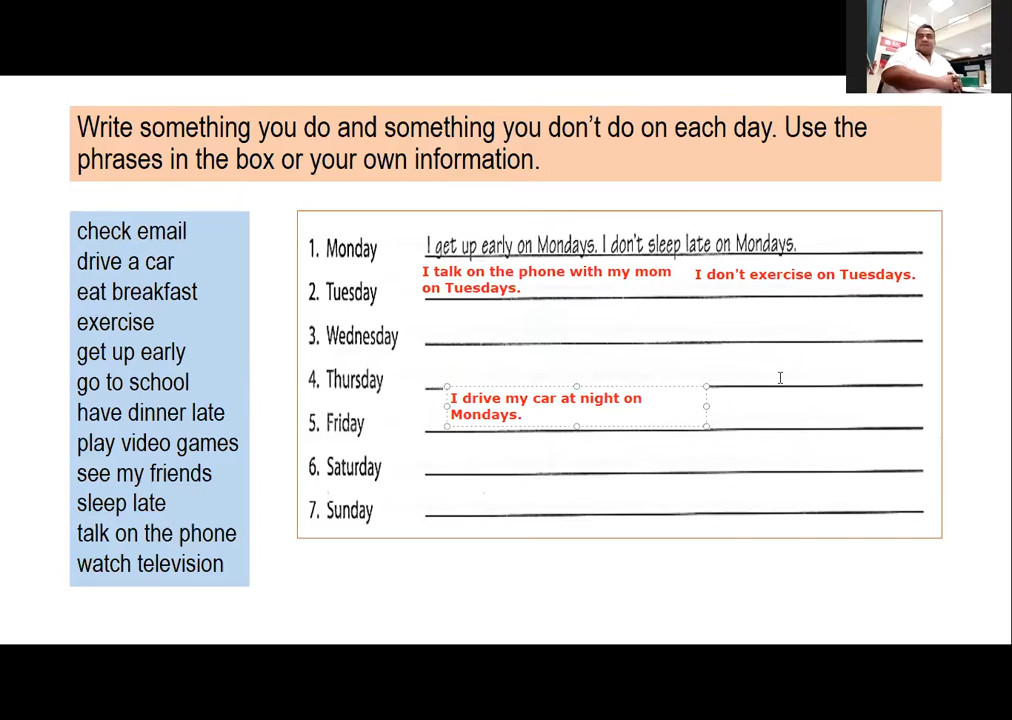 Write something you do and something you don't do on each day. Use the
phrases in the box or your own information.
check email
drive a car
eat breakfast
exercise
get up early
go to school
have dinner late
play video games
see my friends
sleep late
talk on the phone
watch television
1. Monday I get up early on Mondays. I don't sleep late on Mondays.
I talk on the phone with my mom
on Tuesdays.
I don't exercise on Tuesdays.
2. Tuesday
3. Wednesday
4. Thursday
I drive my car at night on
Mondays.
5. Friday
6. Saturday
7. Sunday